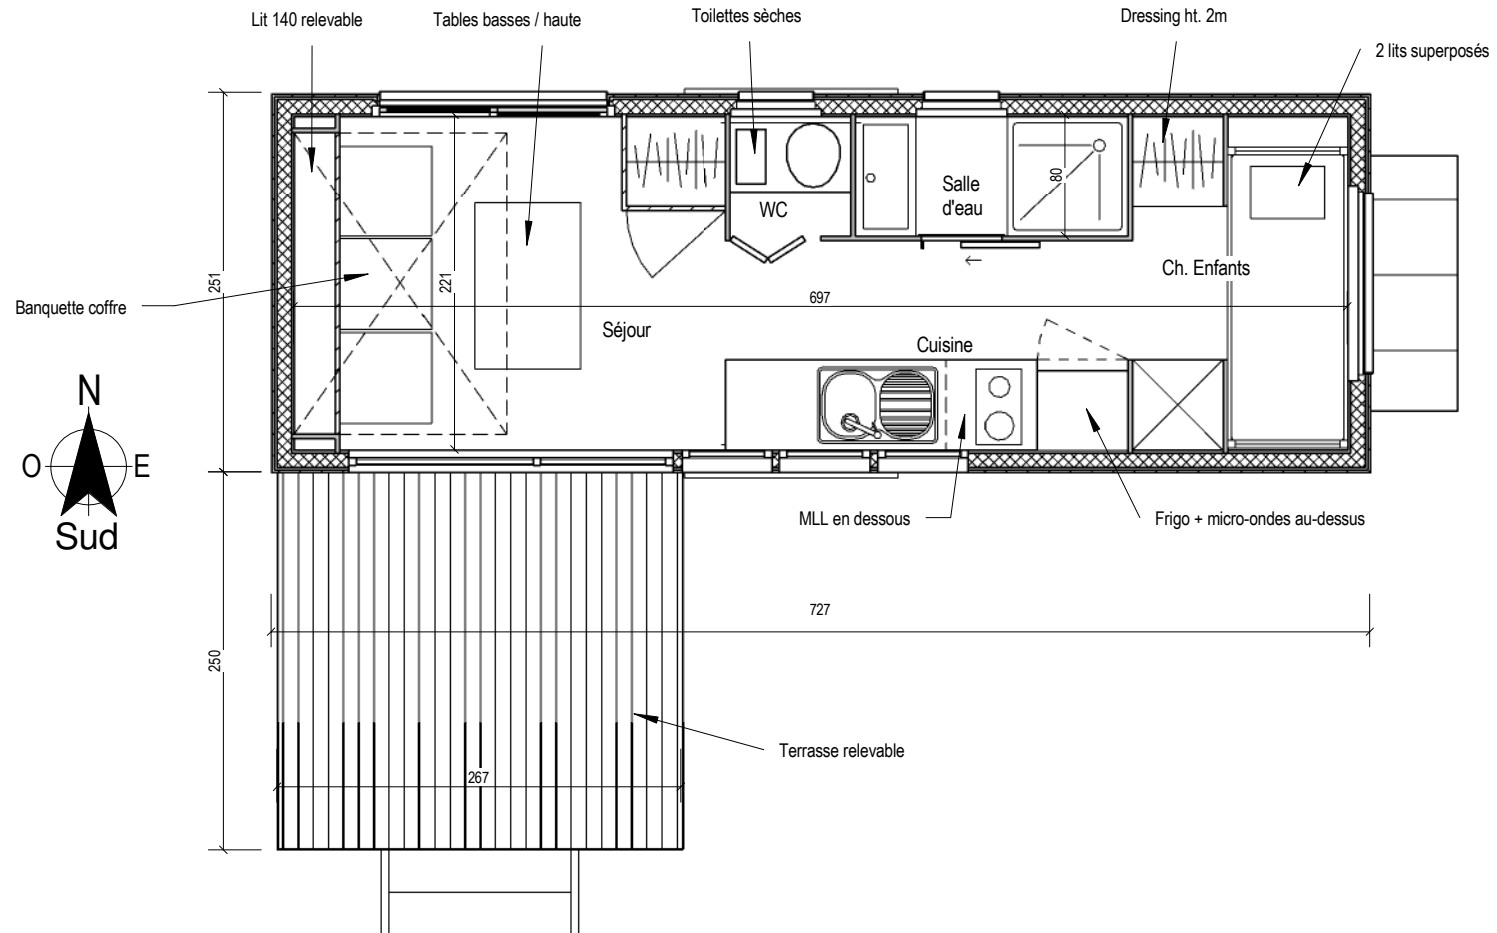 Lit 140 relevable
Tables basses / haute
Toilettes sèches
Dressing ht. 2m
2 lits superposés
80
Salle
d'eau
WC
Ch. Enfants
251
221
697
Banquette coffre
Séjour
Cuisine
N
O
E
Sud
MLL en dessous
Frigo + micro-ondes au-dessus
727
250
Terrasse relevable
267